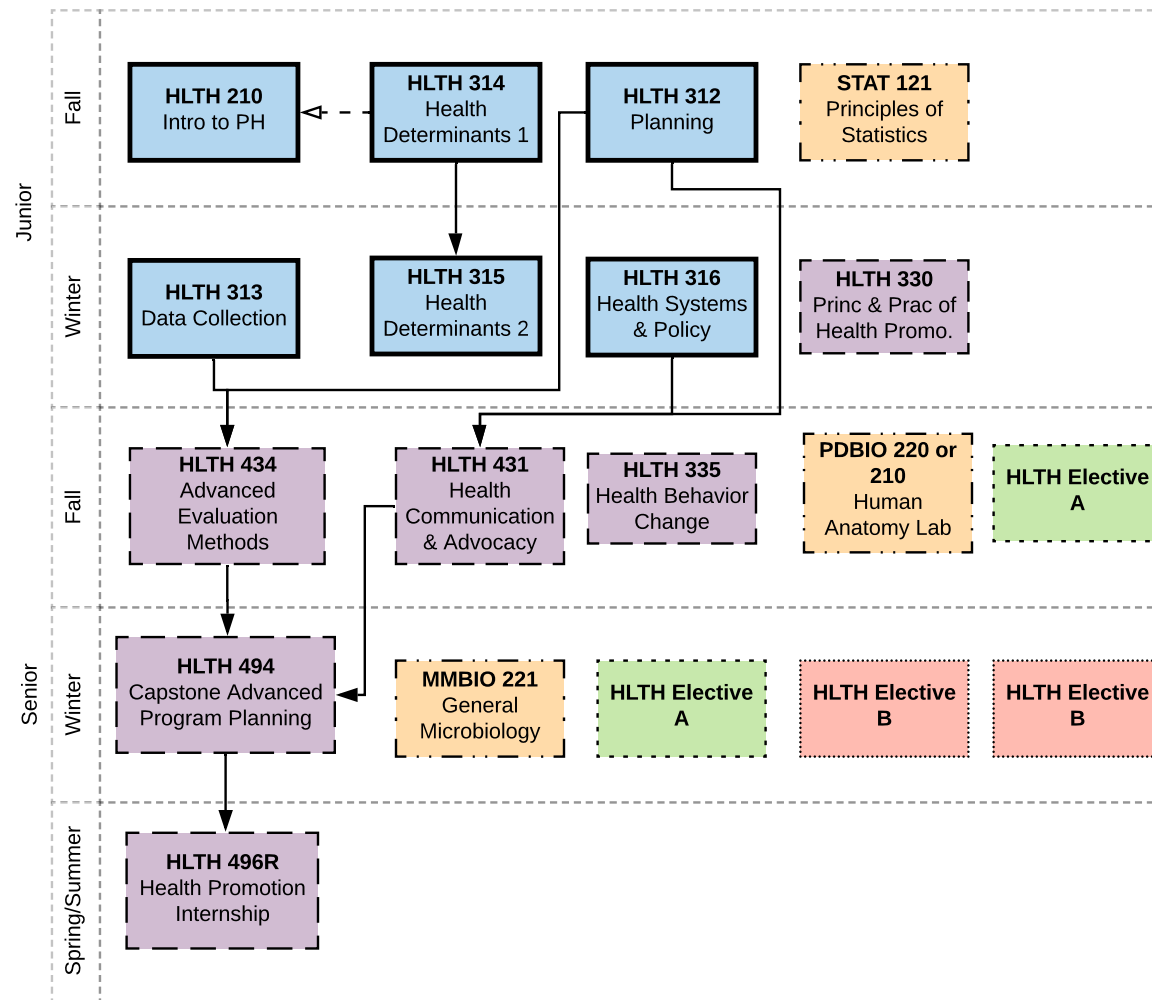 Junior
Fall
HLTH 210
Intro to PH
HLTH 314
Health
Determinants 1
HLTH 312
Planning
STAT 121
Principles of
Statistics
Winter
HLTH 313
Data Collection
HLTH 315
Health
Determinants 2
HLTH 316
Health Systems
& Policy
HLTH 330
Princ & Prac of
Health Promo.
Senior
Fall
HLTH 434
Advanced
Evaluation
Methods
HLTH 431
Health
Communication
& Advocacy
HLTH 335
Health Behavior
Change
PDBIO 220 or
210
Human
Anatomy Lab
HLTH Elective
A
Winter
HLTH 494
Capstone Advanced
Program Planning
MMBIO 221
General
Microbiology
HLTH Elective
A
HLTH Elective
B
HLTH Elective
B
Spring/Summer
HLTH 496R
Health Promotion
Internship